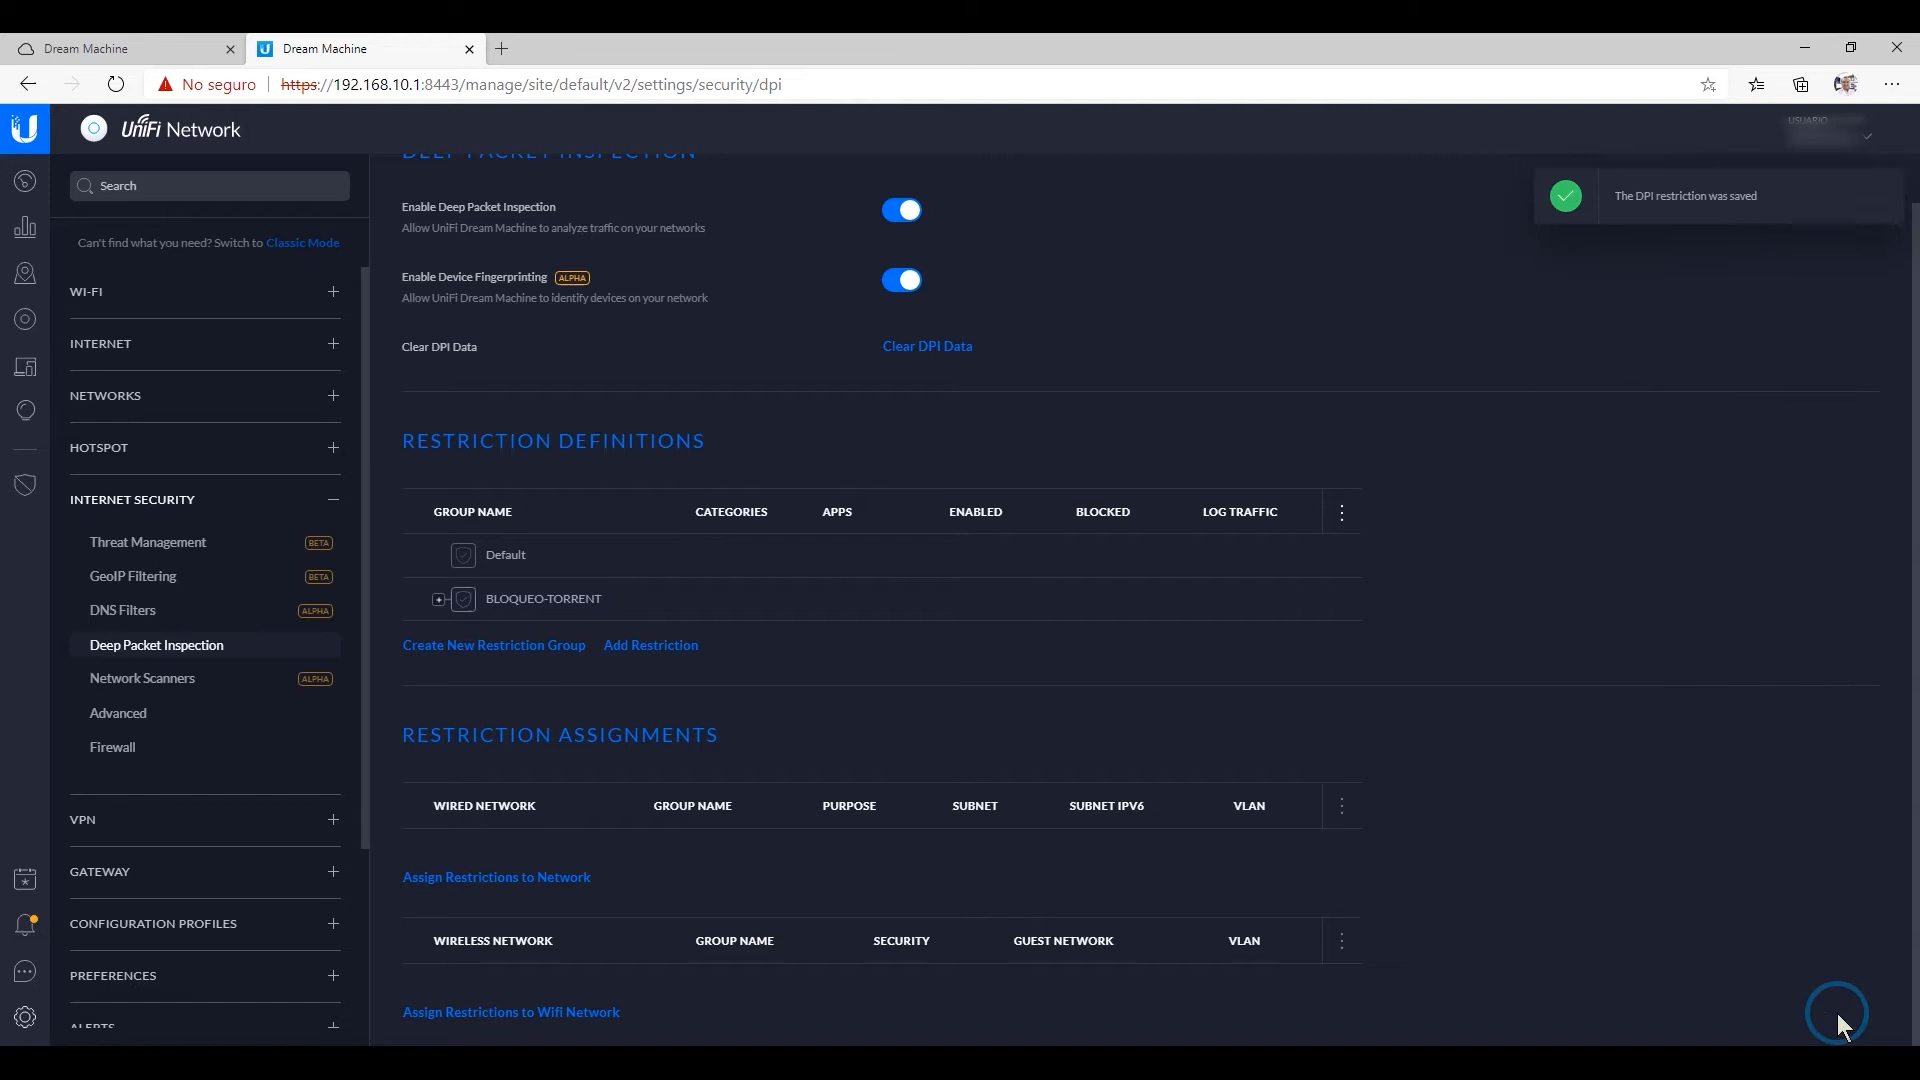 Dream Machine
Dream Machine
No seguro
https://192.168.10.1:8443/manage/site/default/v2/settings/security/dpi
UniFi Network
USUARIO
Search
Can't find what you need? Switch to Classic Mode
WI-FI
INTERNET
NETWORKS
HOTSPOT
INTERNET SECURITY
Threat Management BETA
GeoIP Filtering BETA
DNS Filters ALPHA
Deep Packet Inspection
Network Scanners ALPHA
Advanced
Firewall
VPN
GATEWAY
CONFIGURATION PROFILES
PREFERENCES
ALERTS
DEEP PACKET INSPECTION
The DPI restriction was saved
Enable Deep Packet Inspection
Allow UniFi Dream Machine to analyze traffic on your networks
Enable Device Fingerprinting ALPHA
Allow UniFi Dream Machine to identify devices on your network
Clear DPI Data Clear DPI Data
RESTRICTION DEFINITIONS
GROUP NAME CATEGORIES APPS ENABLED BLOCKED LOG TRAFFIC
Default
BLOQUEO-TORRENT
Create New Restriction Group Add Restriction
RESTRICTION ASSIGNMENTS
WIRED NETWORK GROUP NAME PURPOSE SUBNET SUBNET IPV6 VLAN
Assign Restrictions to Network
WIRELESS NETWORK GROUP NAME SECURITY GUEST NETWORK VLAN
Assign Restrictions to Wifi Network